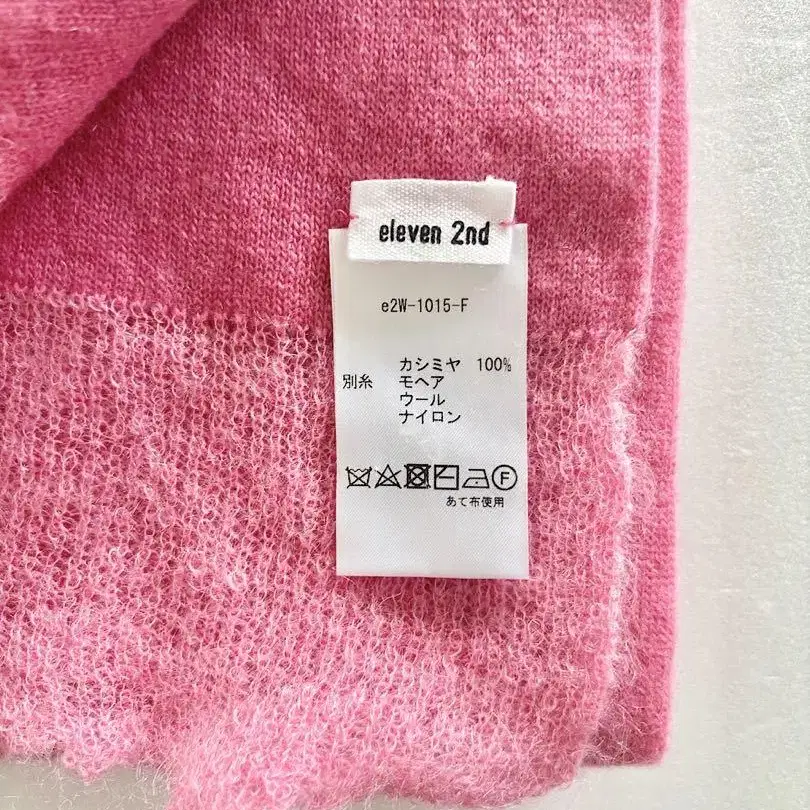 eleven 2nd
e2W-1015-F
カシミヤ 100%
別糸 モヘア
ウール
ナイロン
F
あて布使用